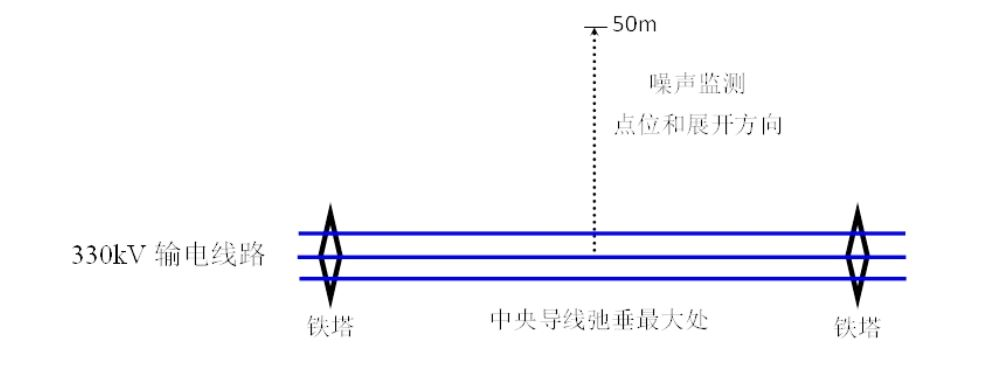 50m
噪声监测
点位和展开方向
330kV 输电线路
铁塔
中央导线弛垂最大处
铁塔